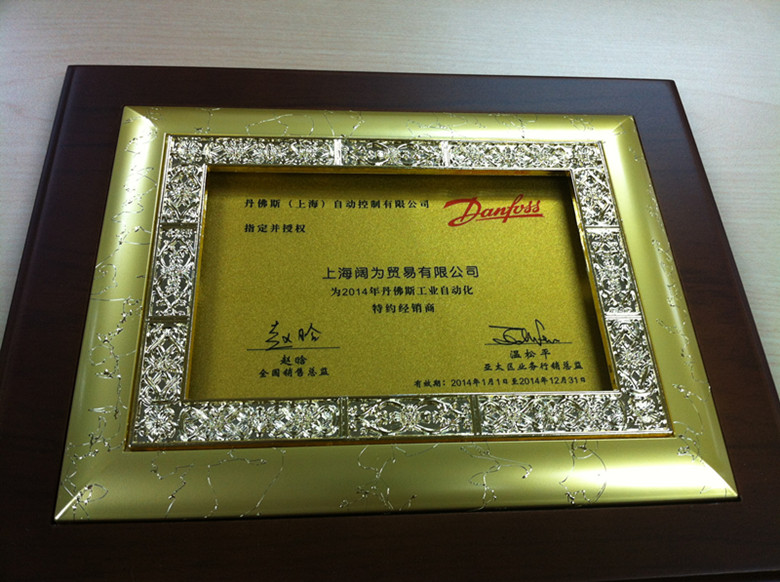 丹佛斯（上海）自动控制有限公司
Danfoss
指定并授权
上海阔为贸易有限公司
为2014年丹佛斯工业自动化
特约经销商
赵晗
赵晗
全国销售总监
温松平
亚太区业务行销总监
有效期：2014年1月1日至2014年12月31日